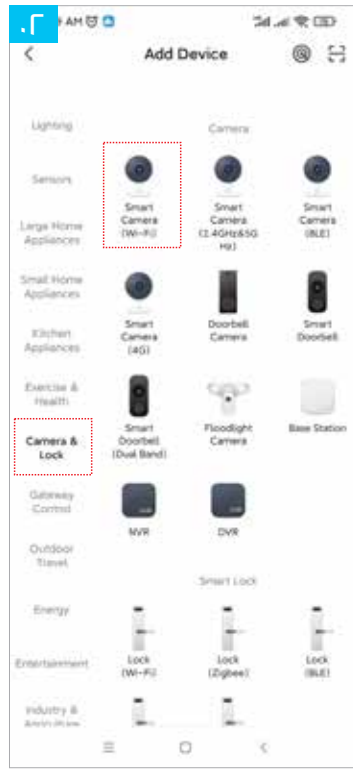 .٢
AM
Add Device
Lighting
Sensors
Large Home
Appliances
Small Home
Appliances
Kitchen
Appliances
Exercise &
Health
Camera &
Lock
Gateway
Control
Outdoor
Travel
Energy
Entertainment
Industry &
Agriculture
Camera
Smart
Camera
(Wi-Fi)
Smart
Camera
(2.4GHz&5G
Hz)
Smart
Camera
(BLE)
Smart
Camera
(4G)
Doorbell
Camera
Smart
Doorbell
Smart
Doorbell
(Dual Band)
Floodlight
Camera
Base Station
NVR
DVR
Smart Lock
Lock
(Wi-Fi)
Lock
(Zigbee)
Lock
(BLE)